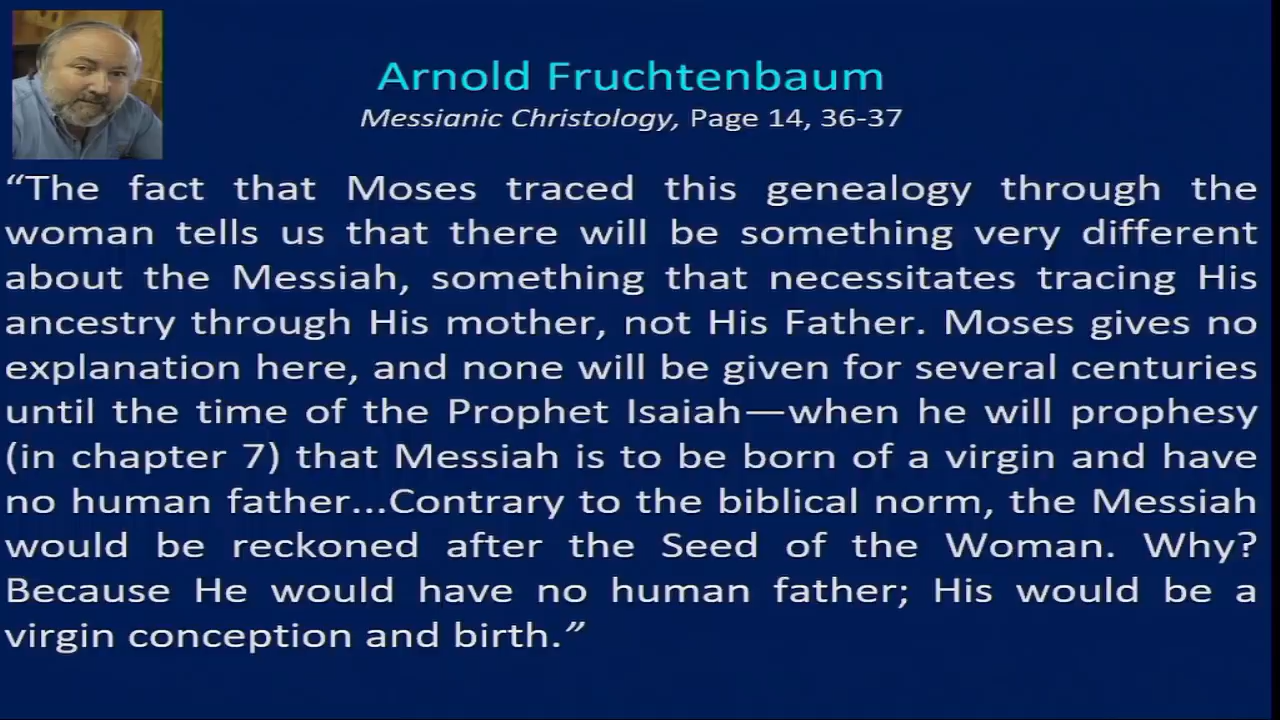 Arnold Fruchtenbaum
Messianic Christology, Page 14, 36-37
“The fact that Moses traced this genealogy through the
woman tells us that there will be something very different
about the Messiah, something that necessitates tracing His
ancestry through His mother, not His Father. Moses gives no
explanation here, and none will be given for several centuries
until the time of the Prophet Isaiah—when he will prophesy
(in chapter 7) that Messiah is to be born of a virgin and have
no human father...Contrary to the biblical norm, the Messiah
would be reckoned after the Seed of the Woman. Why?
Because He would have no human father; His would be a
virgin conception and birth.”